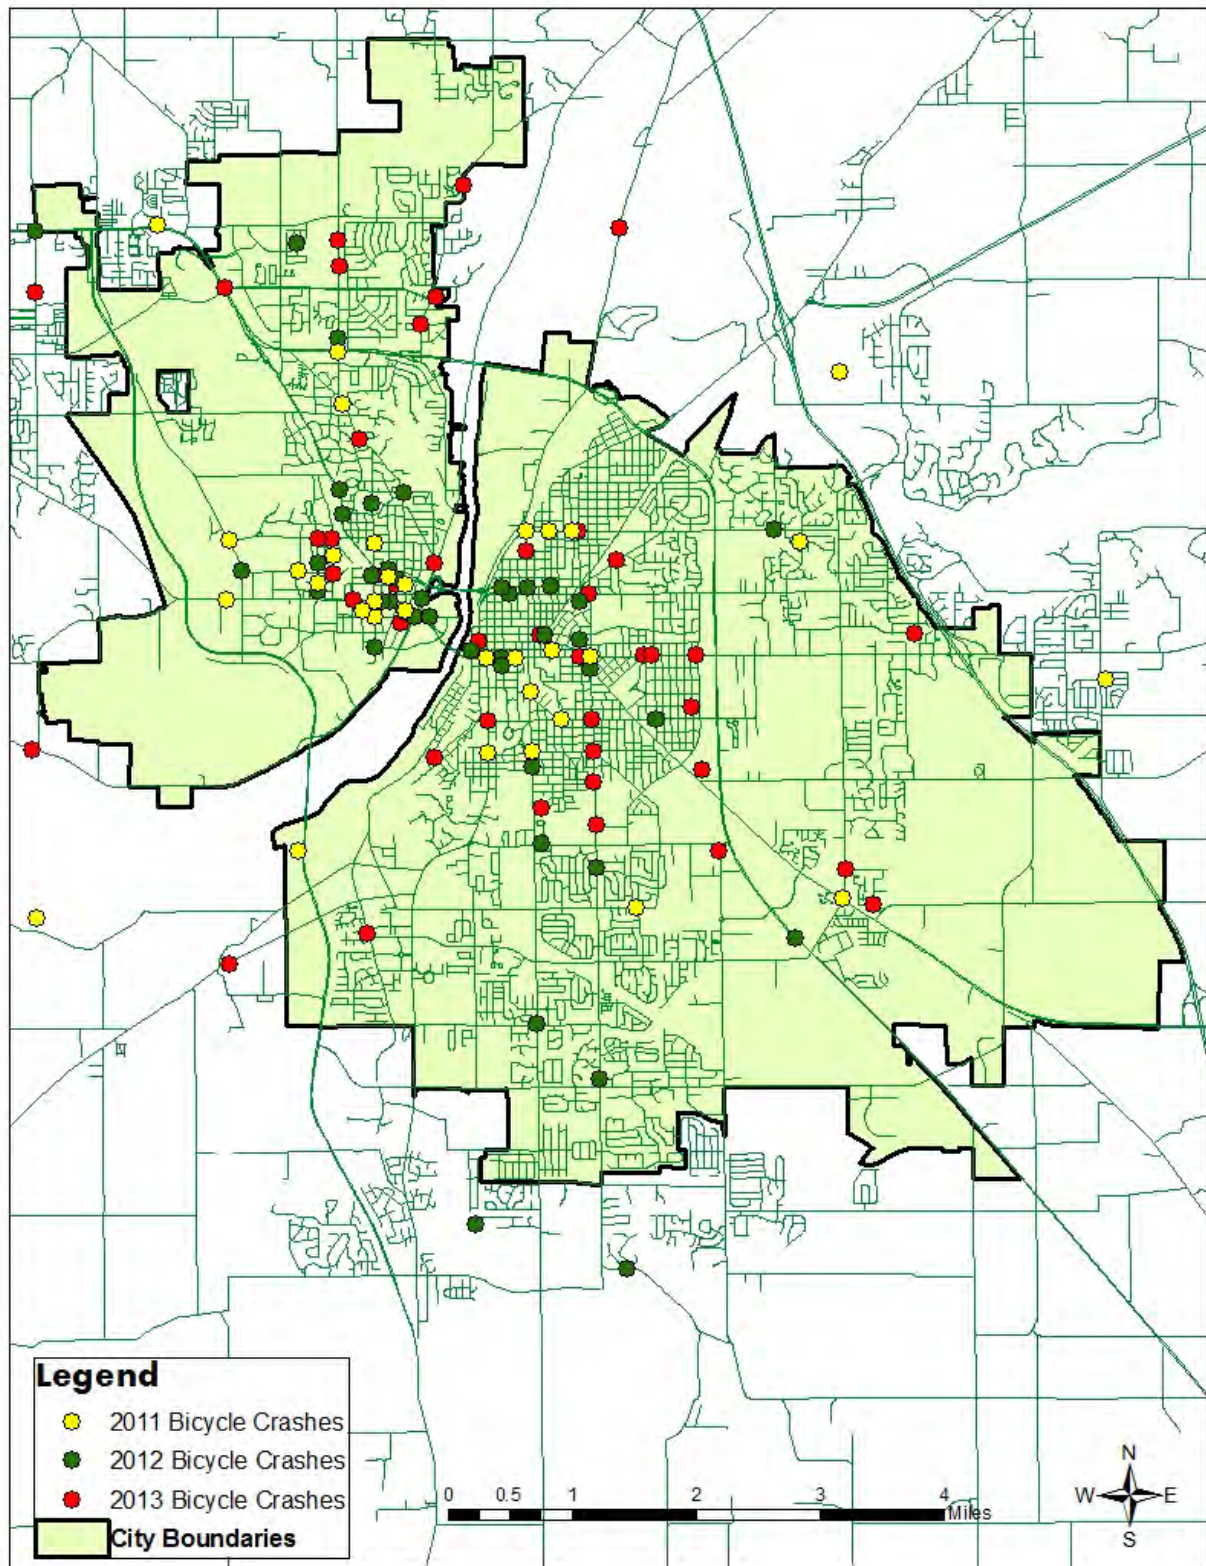 Legend
2011 Bicycle Crashes
2012 Bicycle Crashes
2013 Bicycle Crashes
City Boundaries
0 0.5 1 2 3 4
Miles
N
W E
S